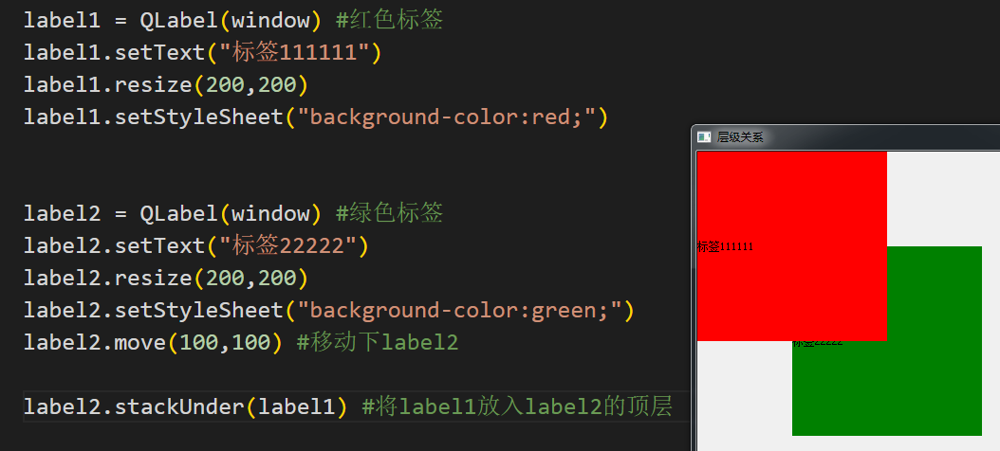 label1 = QLabel(window) #红色标签
label1.setText("标签111111")
label1.resize(200,200)
label1.setStyleSheet("background-color:red;")
label2 = QLabel(window) #绿色标签
label2.setText("标签22222")
label2.resize(200,200)
label2.setStyleSheet("background-color:green;")
label2.move(100,100) #移动下label2
label2.stackUnder(label1) #将label1放入label2的顶层
层级关系
标签111111
标签22222